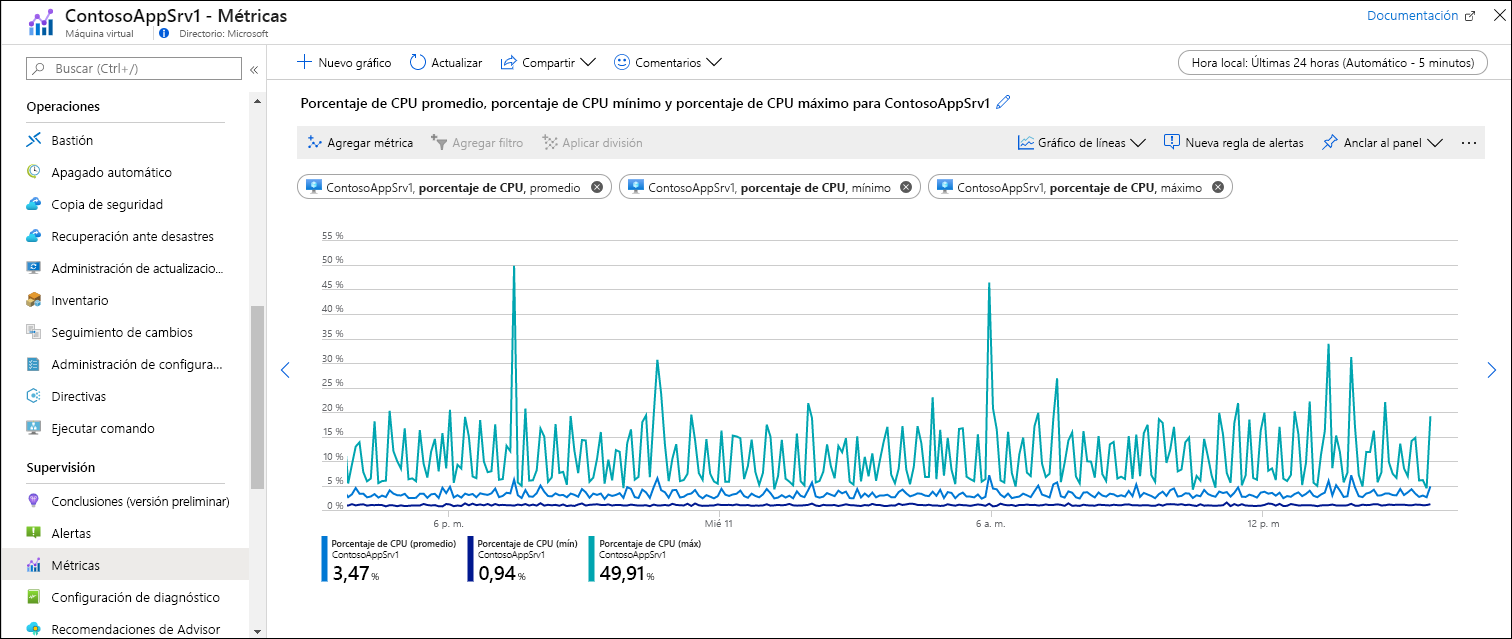 ContosoAppSrv1 - Métricas
Máquina virtual
Directorio: Microsoft
Documentación
Buscar (Ctrl+/)
Operaciones
Bastión
Apagado automático
Copia de seguridad
Recuperación ante desastres
Administración de actualizacio...
Inventario
Seguimiento de cambios
Administración de configura...
Directivas
Ejecutar comando
Supervisión
Conclusiones (versión preliminar)
Alertas
Métricas
Configuración de diagnóstico
Recomendaciones de Advisor
Nuevo gráfico
Actualizar
Compartir
Comentarios
Hora local: Últimas 24 horas (Automático - 5 minutos)
Porcentaje de CPU promedio, porcentaje de CPU mínimo y porcentaje de CPU máximo para ContosoAppSrv1
Agregar métrica
Agregar filtro
Aplicar división
Gráfico de líneas
Nueva regla de alertas
Anclar al panel
ContosoAppSrv1, porcentaje de CPU, promedio
ContosoAppSrv1, porcentaje de CPU, mínimo
ContosoAppSrv1, porcentaje de CPU, máximo
55 %
50 %
45 %
40 %
35 %
30 %
25 %
20 %
15 %
10 %
5 %
0 %
6 p. m.
Mié 11
6 a. m.
12 p. m
Porcentaje de CPU (promedio)
ContosoAppSrv1
3,47 %
Porcentaje de CPU (mín)
ContosoAppSrv1
0,94 %
Porcentaje de CPU (máx)
ContosoAppSrv1
49,91 %